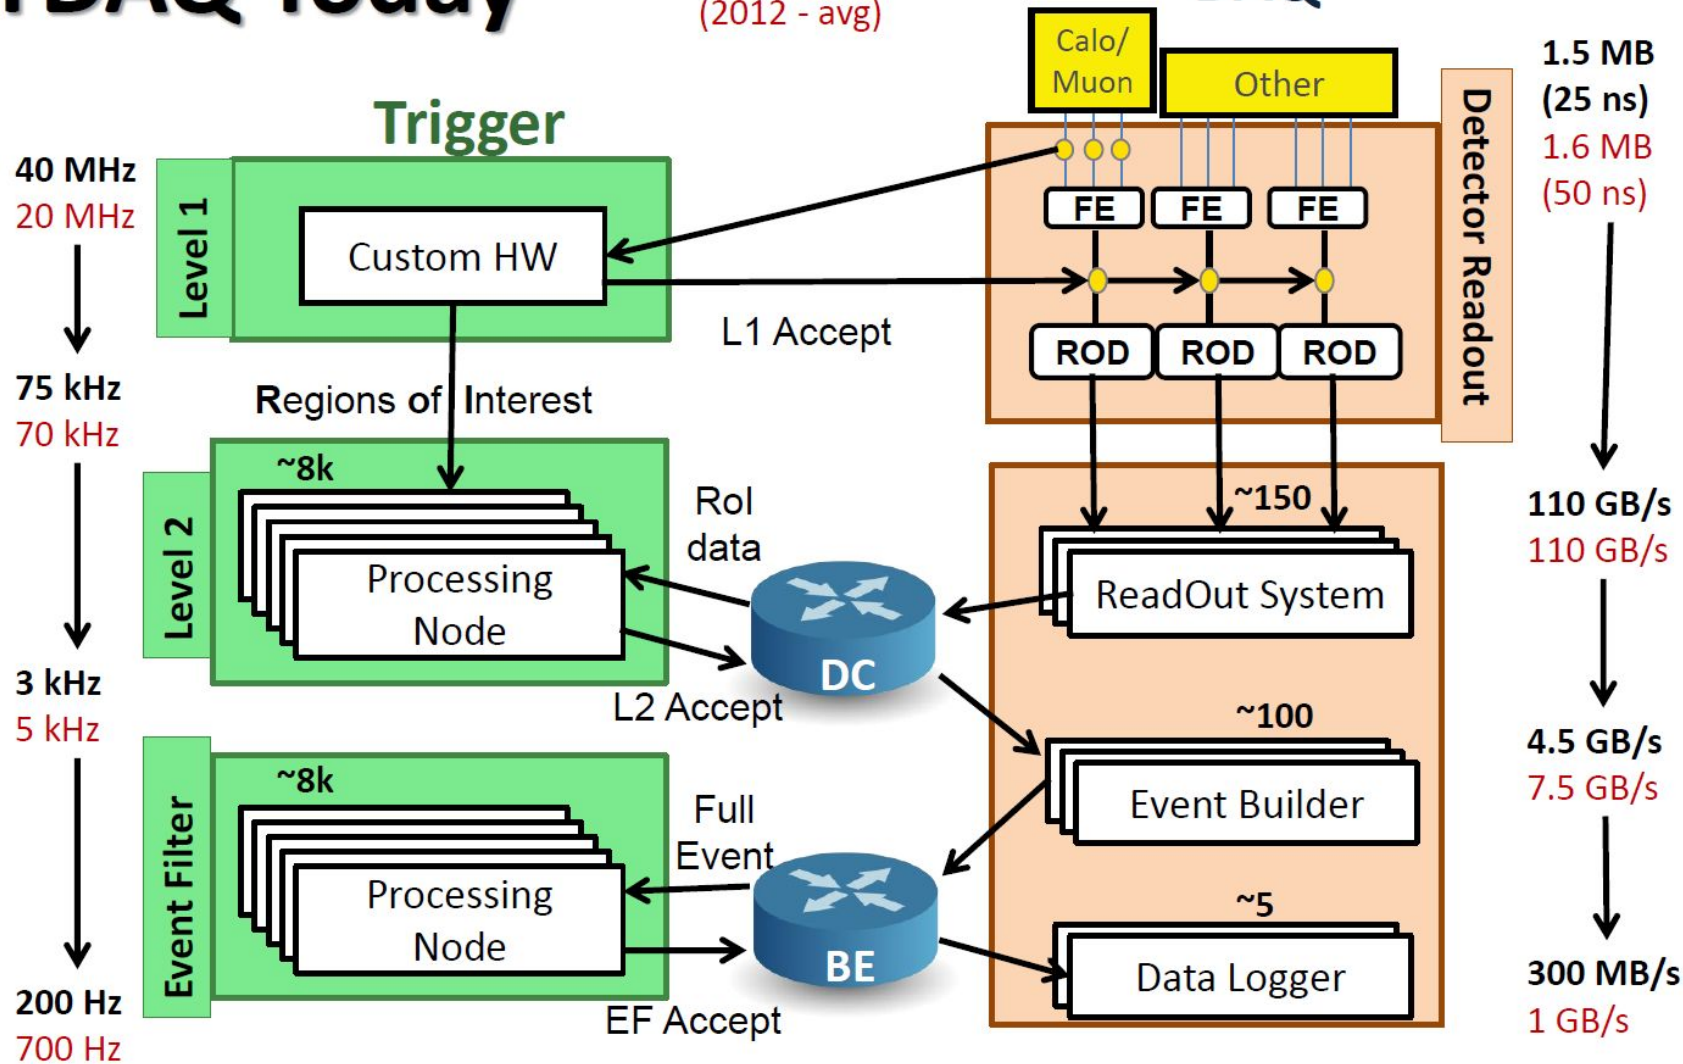 TDAQ Today
(2012 - avg)
DAQ
Trigger
Calo/
Muon
Other
1.5 MB
(25 ns)
1.6 MB
(50 ns)
Detector Readout
40 MHz
20 MHz
Level 1
Custom HW
FE
FE
FE
L1 Accept
ROD
ROD
ROD
75 kHz
70 kHz
Regions of Interest
~8k
Level 2
Processing
Node
RoI
data
DC
L2 Accept
~150
ReadOut System
110 GB/s
110 GB/s
3 kHz
5 kHz
~100
Event Builder
4.5 GB/s
7.5 GB/s
~8k
Event Filter
Processing
Node
Full
Event
BE
EF Accept
~5
Data Logger
300 MB/s
1 GB/s
200 Hz
700 Hz